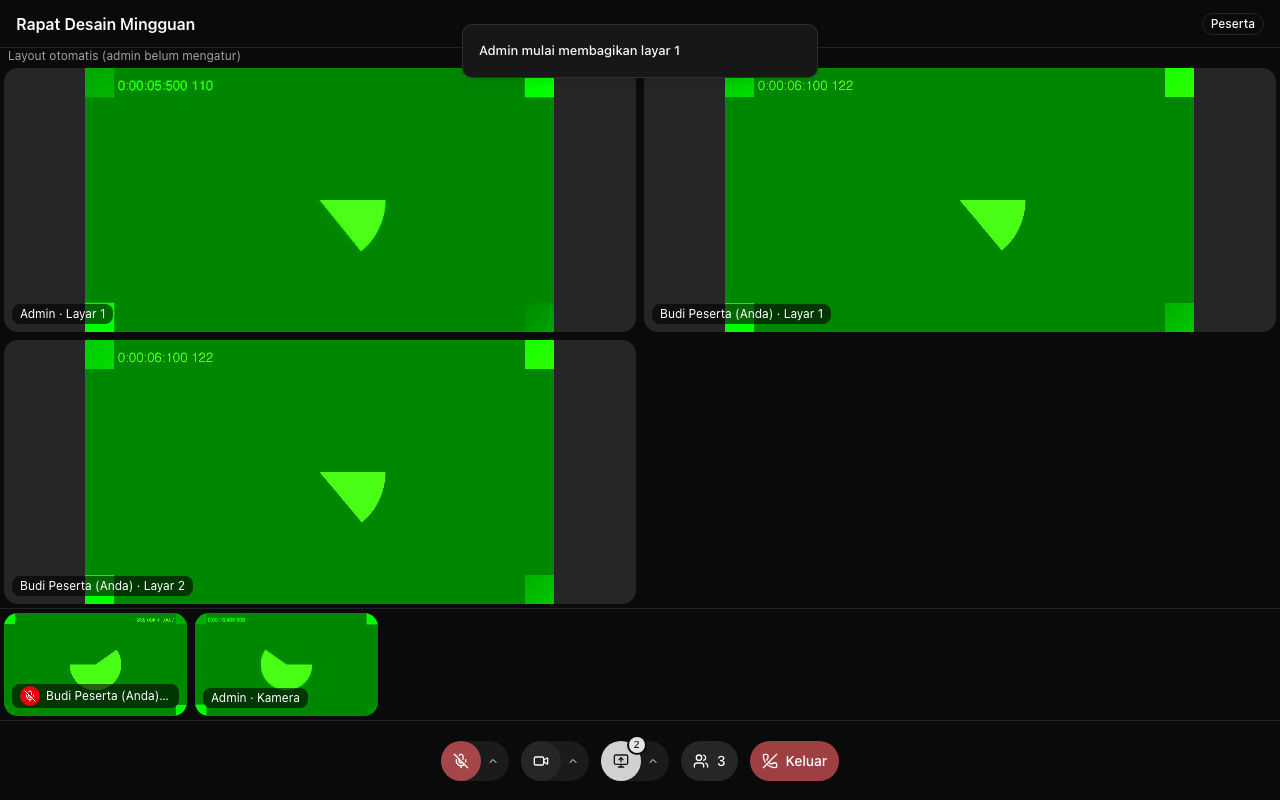 Rapat Desain Mingguan
Peserta
Admin mulai membagikan layar 1
Layout otomatis (admin belum mengatur)
0:00:05:500 110
0:00:06:100 122
Admin · Layar 1
Budi Peserta (Anda) · Layar 1
0:00:06:100 122
Budi Peserta (Anda) · Layar 2
Budi Peserta (Anda)...
Admin · Kamera
2
3
Keluar